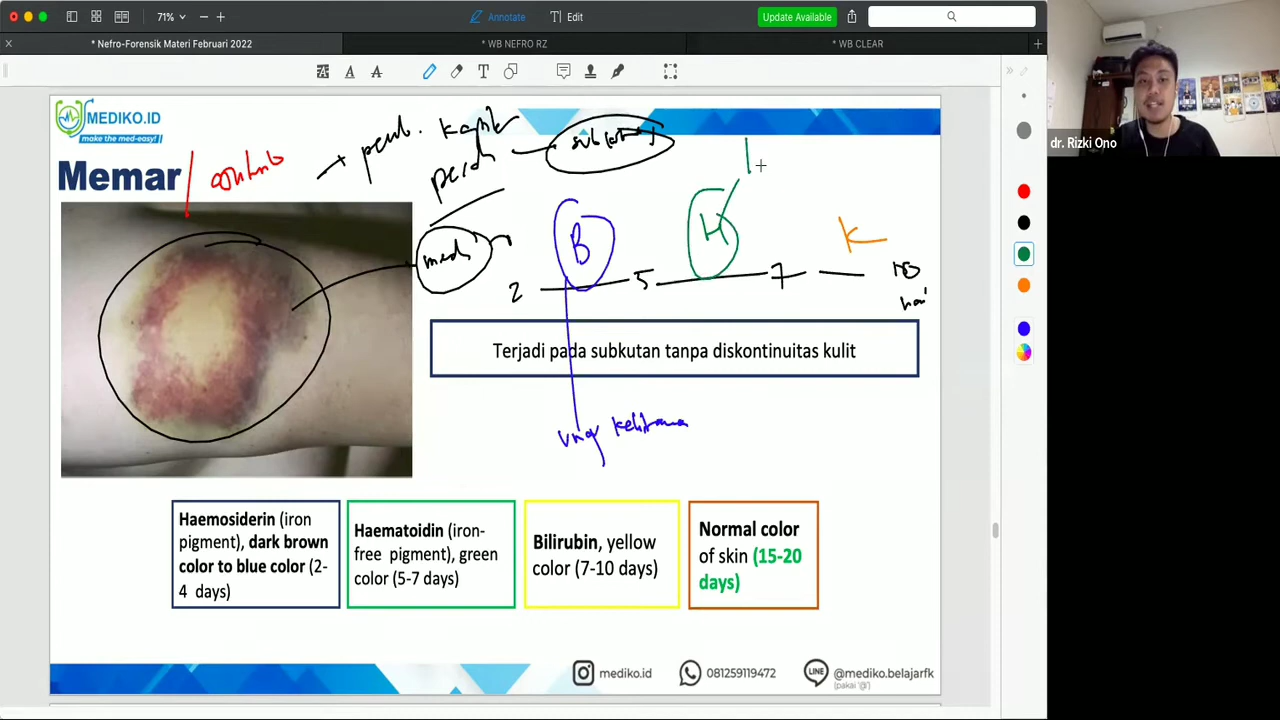 71%
Annotate
Edit
Update Available
* Nefro-Forensik Materi Februari 2022
* WB NEFRO RZ
* WB CLEAR
MEDIKO.ID
make the med-easy!
dr. Rizki Ono
Memar
B
H
K
2
5
7
Terjadi pada subkutan tanpa diskontinuitas kulit
Haemosiderin (iron
pigment), dark brown
color to blue color (2-
4 days)
Haematoidin (iron-
free pigment), green
color (5-7 days)
Bilirubin, yellow
color (7-10 days)
Normal color
of skin (15-20
days)
mediko.id
081259119472
@mediko.belajarfk
(pakai '@')